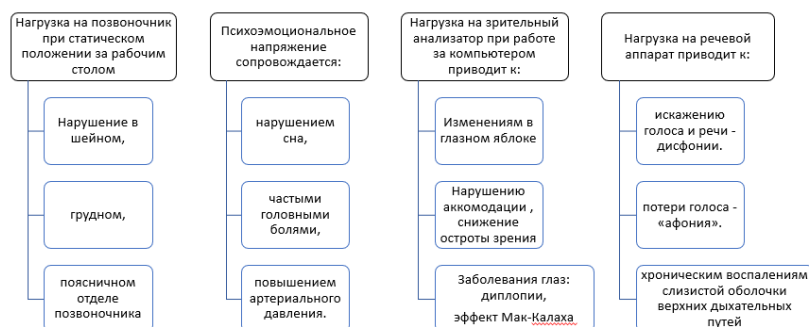 Нагрузка на позвоночник
при статическом
положении за рабочим
столом
Нарушение в
шейном,
грудном,
поясничном
отделе
позвоночника
Психоэмоциональное
напряжение
сопровождается:
нарушением
сна,
частыми
головными
болями,
повышением
артериального
давления.
Нагрузка на зрительный
анализатор при работе
за компьютером
приводит к:
Изменениям в
глазном яблоке
Нарушению
аккомодации ,
снижение
остроты зрения
Заболевания глаз:
диплопии,
эффект Мак-Калаха
Нагрузка на речевой
аппарат приводит к:
искажению
голоса и речи -
дисфонии.
потери голоса -
«афония».
хроническим воспалениям
слизистой оболочки
верхних дыхательных
путей